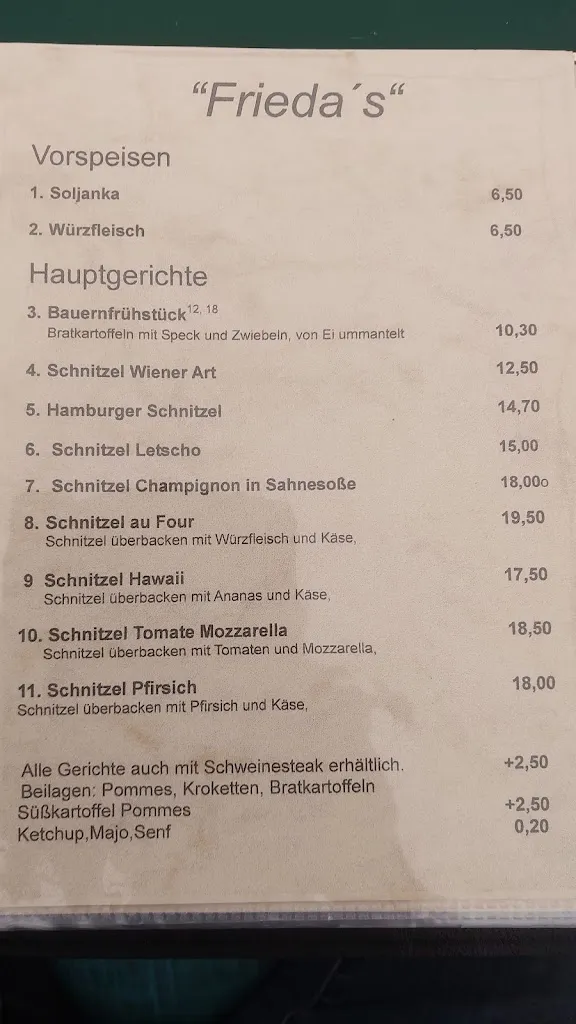 “Frieda´s“
Vorspeisen
1. Soljanka 6,50
2. Würzfleisch 6,50
Hauptgerichte
3. Bauernfrühstück12, 18
Bratkartoffeln mit Speck und Zwiebeln, von Ei ummantelt 10,30
4. Schnitzel Wiener Art 12,50
5. Hamburger Schnitzel 14,70
6. Schnitzel Letscho 15,00
7. Schnitzel Champignon in Sahnesoße 18,00o
8. Schnitzel au Four 19,50
Schnitzel überbacken mit Würzfleisch und Käse,
9 Schnitzel Hawaii 17,50
Schnitzel überbacken mit Ananas und Käse,
10. Schnitzel Tomate Mozzarella 18,50
Schnitzel überbacken mit Tomaten und Mozzarella,
11. Schnitzel Pfirsich 18,00
Schnitzel überbacken mit Pfirsich und Käse,
Alle Gerichte auch mit Schweinesteak erhältlich. +2,50
Beilagen: Pommes, Kroketten, Bratkartoffeln
Süßkartoffel Pommes +2,50
Ketchup,Majo,Senf 0,20